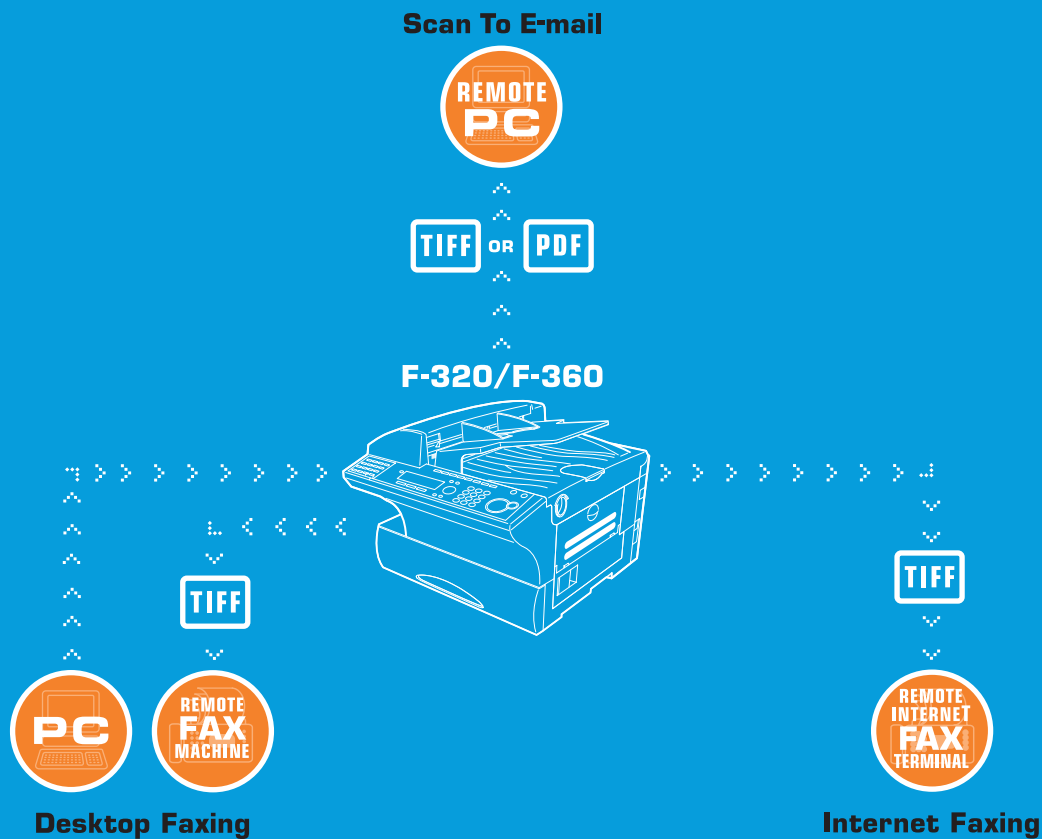 Scan To E-mail
REMOTE
PC
TIFF OR PDF
F-320/F-360
TIFF
TIFF
PC
REMOTE
FAX
MACHINE
REMOTE
INTERNET
FAX
TERMINAL
Desktop Faxing
Internet Faxing